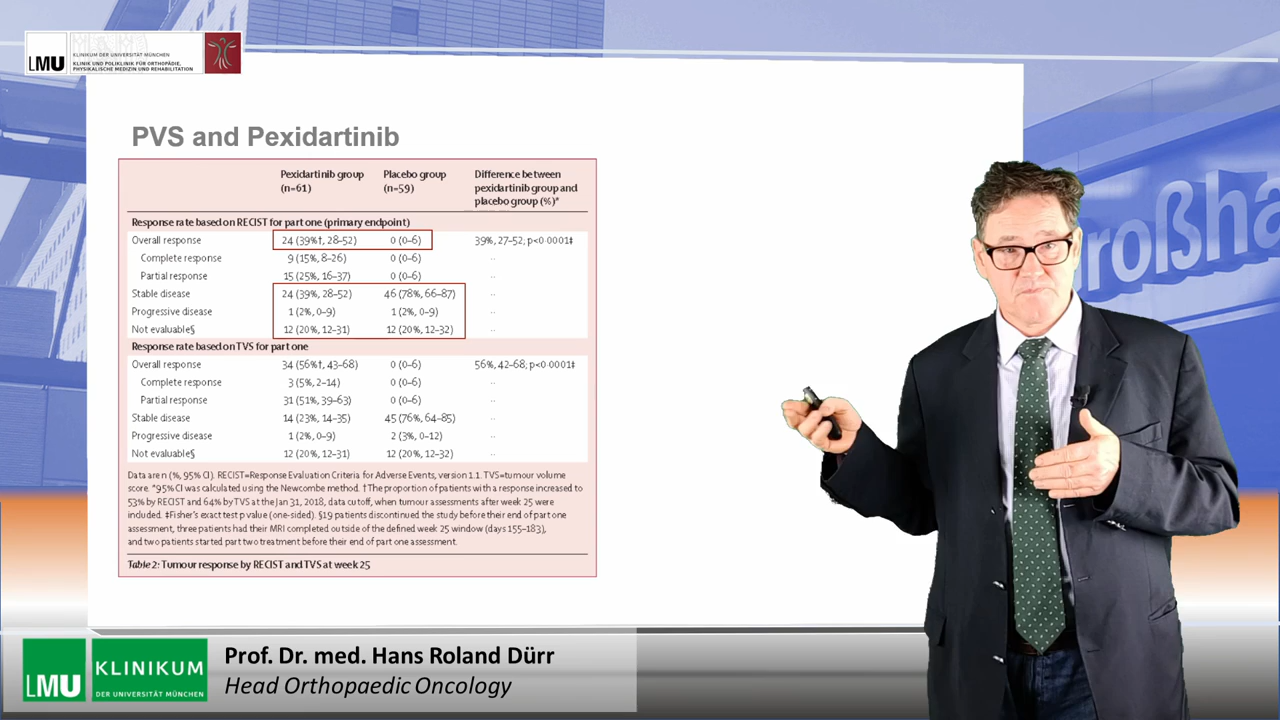 LMU
KLINIKUM DER UNIVERSITÄT MÜNCHEN
KLINIK UND POLIKLINIK FÜR ORTHOPÄDIE,
PHYSIKALISCHE MEDIZIN UND REHABILITATION
PVS and Pexidartinib
Pexidartinib group (n=61) Placebo group (n=59) Difference between pexidartinib group and placebo group (%)*
Response rate based on RECIST for part one (primary endpoint)
Overall response 24 (39%†, 28–52) 0 (0–6) 39%, 27–52; p<0·0001‡
Complete response 9 (15%, 8–26) 0 (0–6) ··
Partial response 15 (25%, 16–37) 0 (0–6) ··
Stable disease 24 (39%, 28–52) 46 (78%, 66–87) ··
Progressive disease 1 (2%, 0–9) 1 (2%, 0–9) ··
Not evaluable§ 12 (20%, 12–31) 12 (20%, 12–32) ··
Response rate based on TVS for part one
Overall response 34 (56%†, 43–68) 0 (0–6) 56%, 42–68; p<0·0001‡
Complete response 3 (5%, 2–14) 0 (0–6) ··
Partial response 31 (51%, 39–63) 0 (0–6) ··
Stable disease 14 (23%, 14–35) 45 (76%, 64–85) ··
Progressive disease 1 (2%, 0–9) 2 (3%, 0–12) ··
Not evaluable§ 12 (20%, 12–31) 12 (20%, 12–32) ··
Data are n (%, 95% CI). RECIST=Response Evaluation Criteria for Adverse Events, version 1.1. TVS=tumour volume
score. *95% CI was calculated using the Newcombe method. †The proportion of patients with a response increased to
53% by RECIST and 64% by TVS at the Jan 31, 2018, data cutoff, when tumour assessments after week 25 were
included. ‡Fisher's exact test p value (one-sided). §19 patients discontinued the study before their end of part one
assessment, three patients had their MRI completed outside of the defined week 25 window (days 155–183),
and two patients started part two treatment before their end of part one assessment.
Table 2: Tumour response by RECIST and TVS at week 25
roßha
LMU KLINIKUM
DER UNIVERSITÄT MÜNCHEN
Prof. Dr. med. Hans Roland Dürr
Head Orthopaedic Oncology